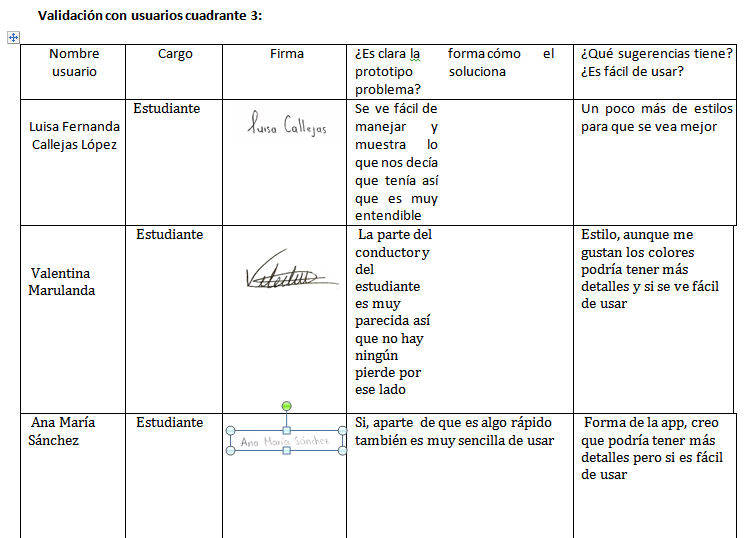 Validación con usuarios cuadrante 3:
Nombre usuario
Cargo
Firma
¿Es clara la forma cómo el
prototipo soluciona
problema?
¿Qué sugerencias tiene?
¿Es fácil de usar?
Luisa Fernanda
Callejas López
Estudiante
Luisa Callejas
Se ve fácil de
manejar y
muestra lo
que nos decía
que tenía así
que es muy
entendible
Un poco más de estilos
para que se vea mejor
Valentina
Marulanda
Estudiante
La parte del
conductor y
del
estudiante
es muy
parecida así
que no hay
ningún
pierde por
ese lado
Estilo, aunque me
gustan los colores
podría tener más
detalles y si se ve fácil
de usar
Ana María
Sánchez
Estudiante
Ana María Sánchez
Si, aparte de que es algo rápido
también es muy sencilla de usar
Forma de la app, creo
que podría tener más
detalles pero si es fácil
de usar